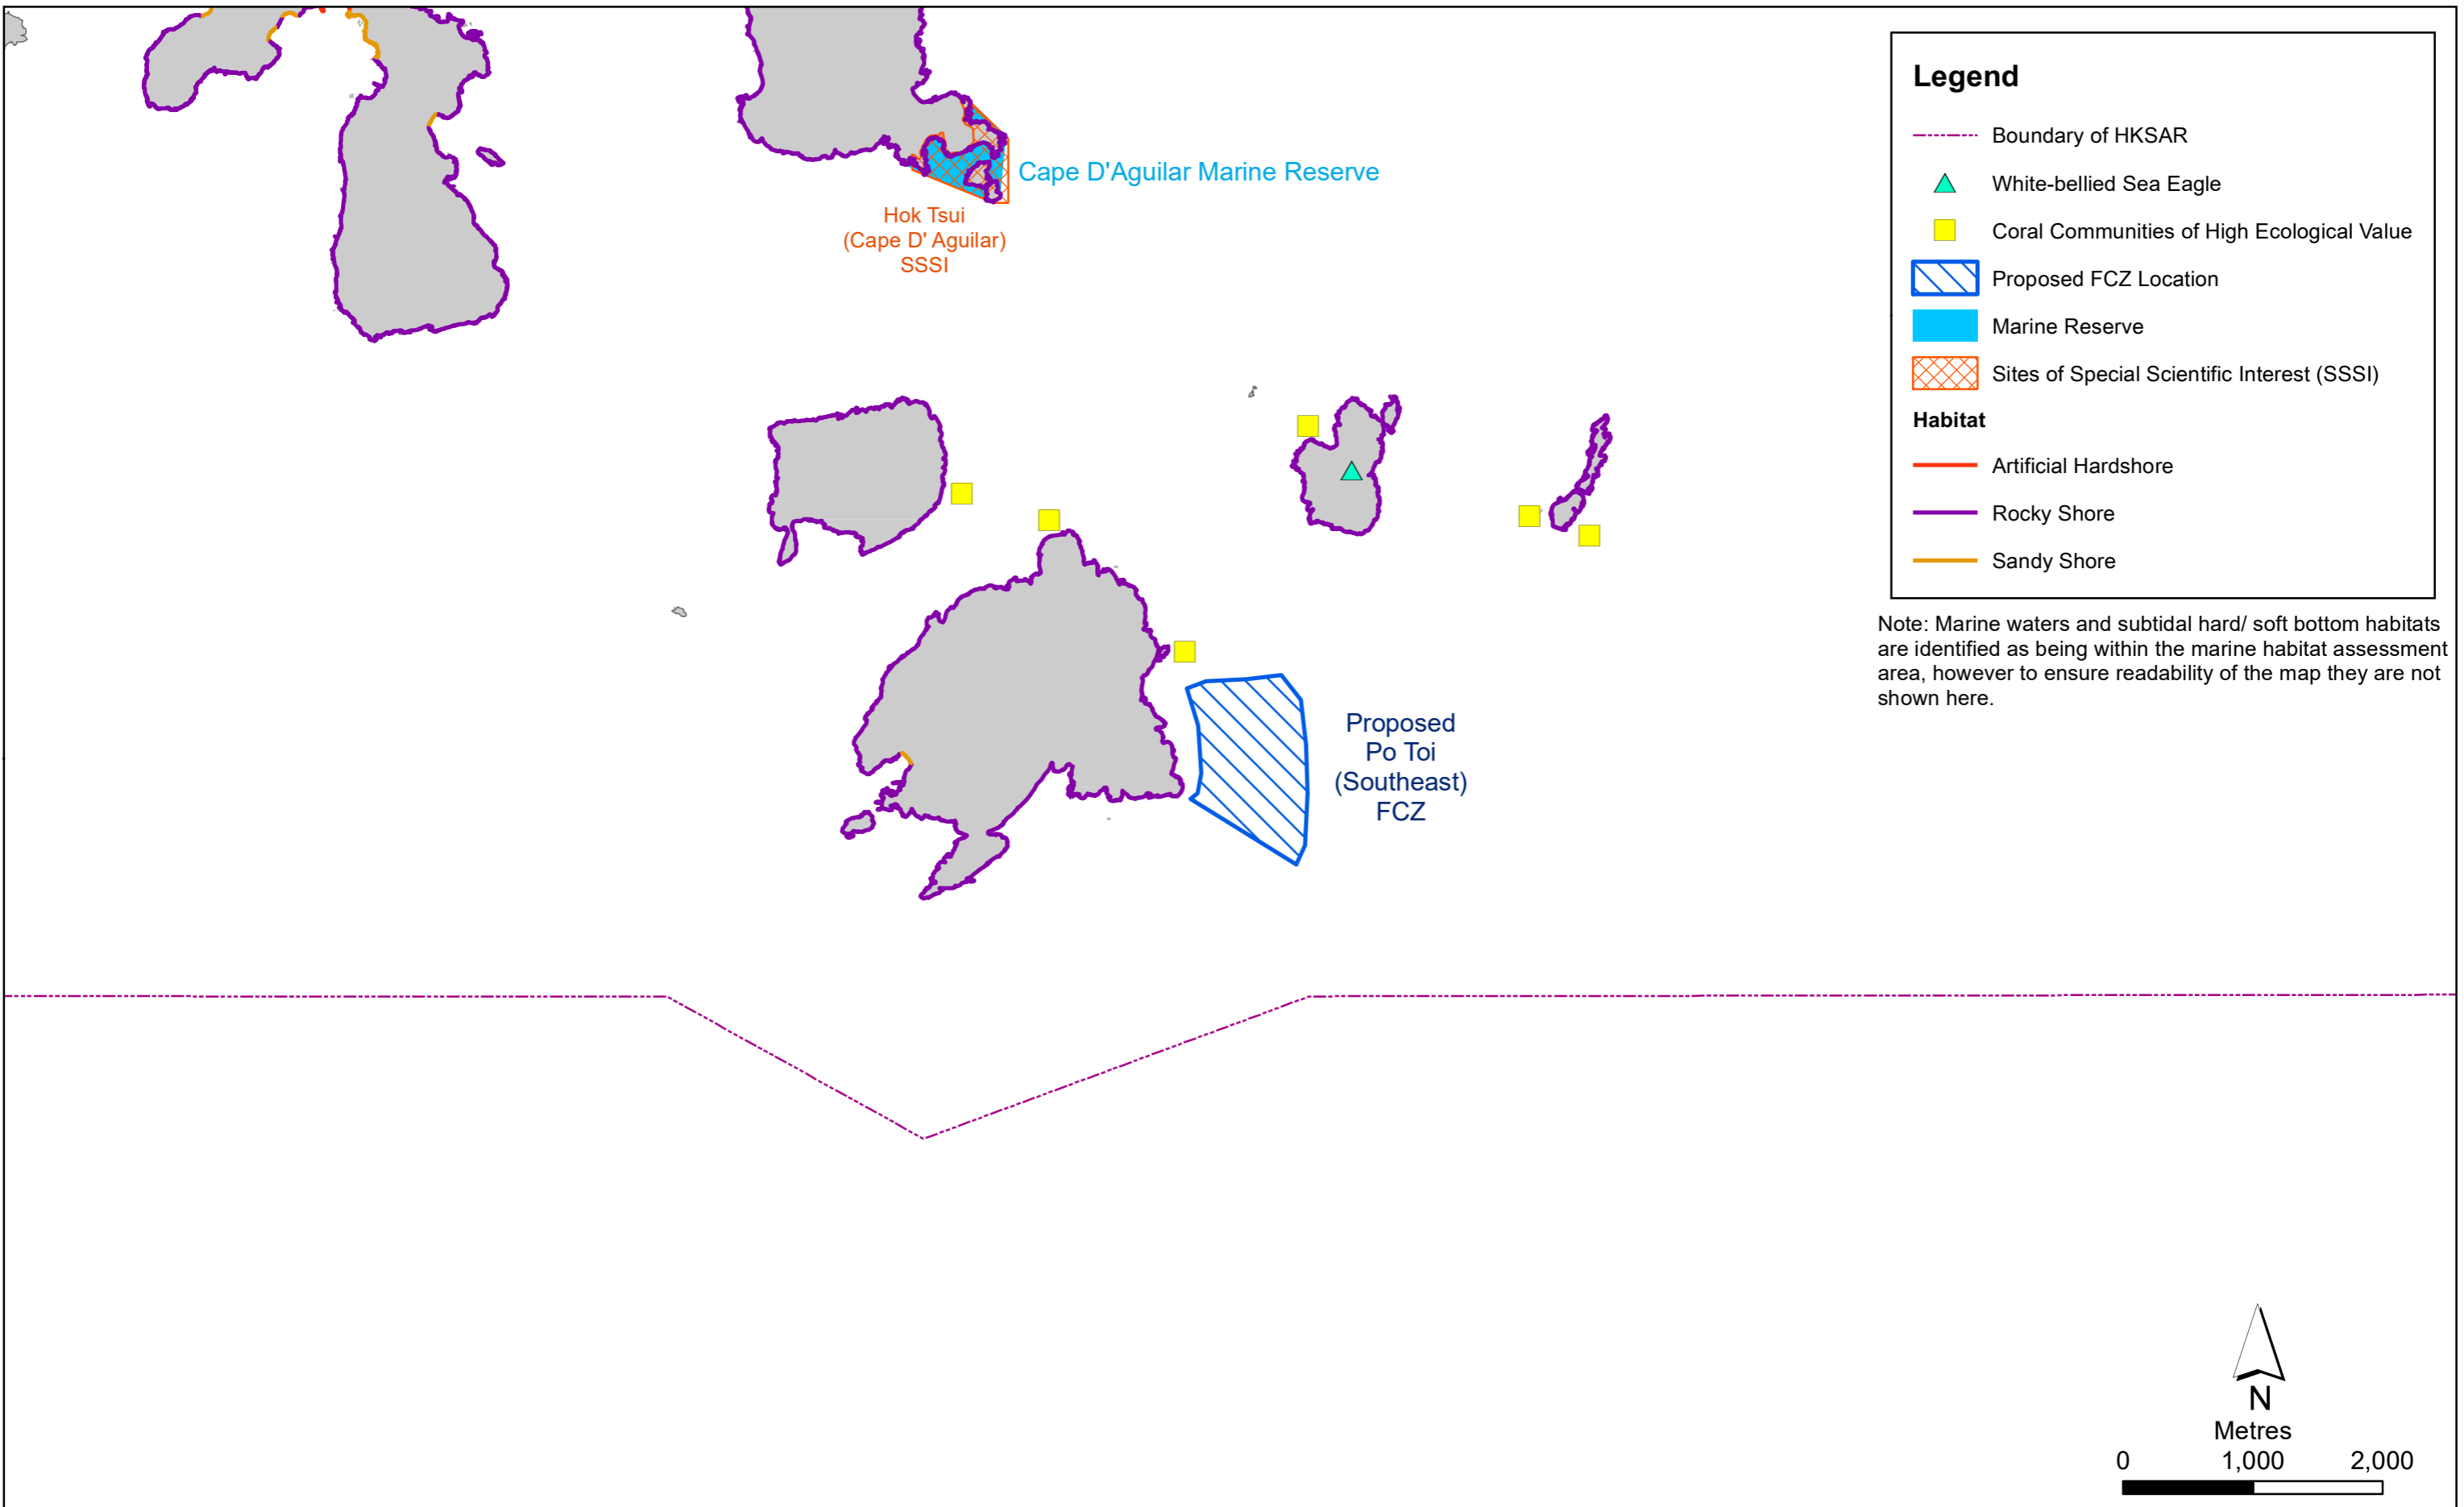 Cape D'Aguilar Marine Reserve
Hok Tsui
(Cape D' Aguilar)
SSSI
Proposed
Po Toi
(Southeast)
FCZ
Legend
Boundary of HKSAR
White-bellied Sea Eagle
Coral Communities of High Ecological Value
Proposed FCZ Location
Marine Reserve
Sites of Special Scientific Interest (SSSI)
Habitat
Artificial Hardshore
Rocky Shore
Sandy Shore
Note: Marine waters and subtidal hard/ soft bottom habitats
are identified as being within the marine habitat assessment
area, however to ensure readability of the map they are not
shown here.
N
Metres
0 1,000 2,000